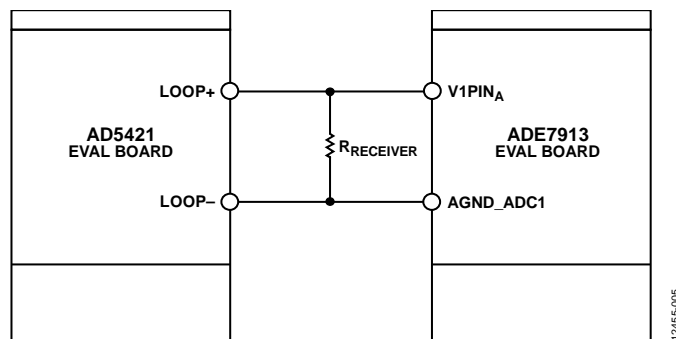 LOOP+
V1PINA
AD5421
EVAL BOARD
RRECEIVER
ADE7913
EVAL BOARD
LOOP–
AGND_ADC1
12455-005